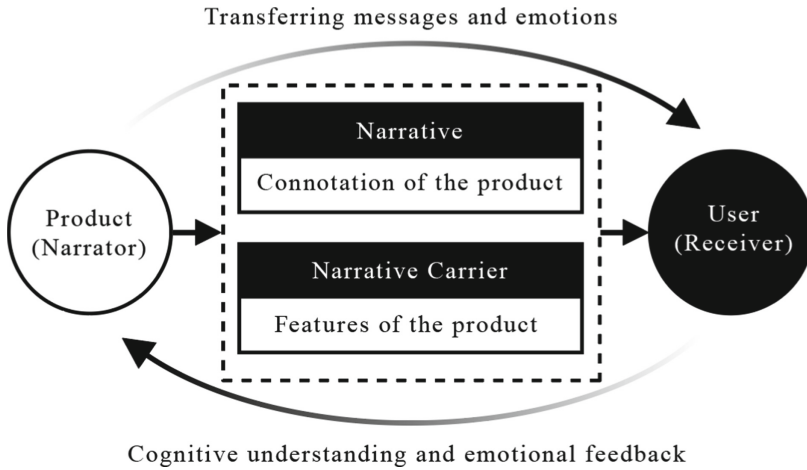 Transferring messages and emotions
Product
(Narrator)
Narrative
Connotation of the product
Narrative Carrier
Features of the product
User
(Receiver)
Cognitive understanding and emotional feedback